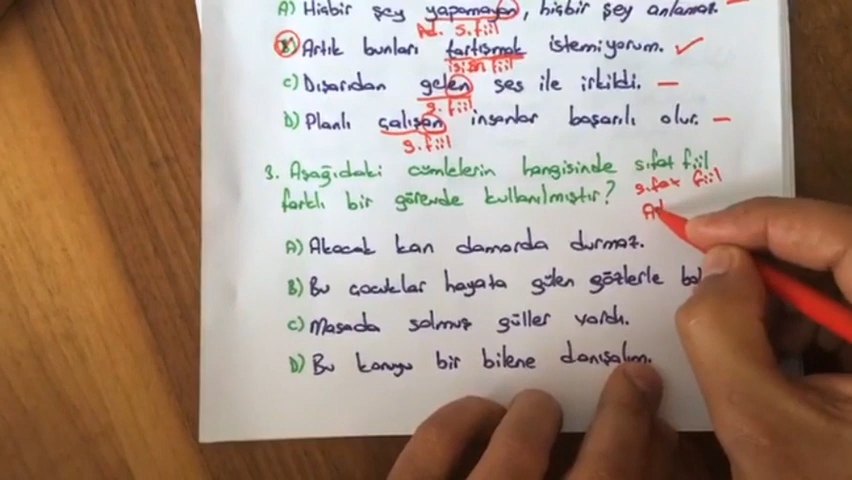 A) Hiçbir şey yapamayan, hiçbir şey anlamaz. —
Ad. s.fiil
B) Artık bunları tartışmak istemiyorum. ✓
isim fiil
C) Dışarıdan gelen ses ile irkildi. —
s.fiil
D) Planlı çalışan insanlar başarılı olur. —
s.fiil
3. Aşağıdaki cümlelerin hangisinde sıfat fiil
sıfat fiil
farklı bir görevde kullanılmıştır?
Ad
A) Akacak kan damarda durmaz.
B) Bu çocuklar hayata gülen gözlerle
C) Masada solmuş güller vardı.
D) Bu konuyu bir bilene danışalım.